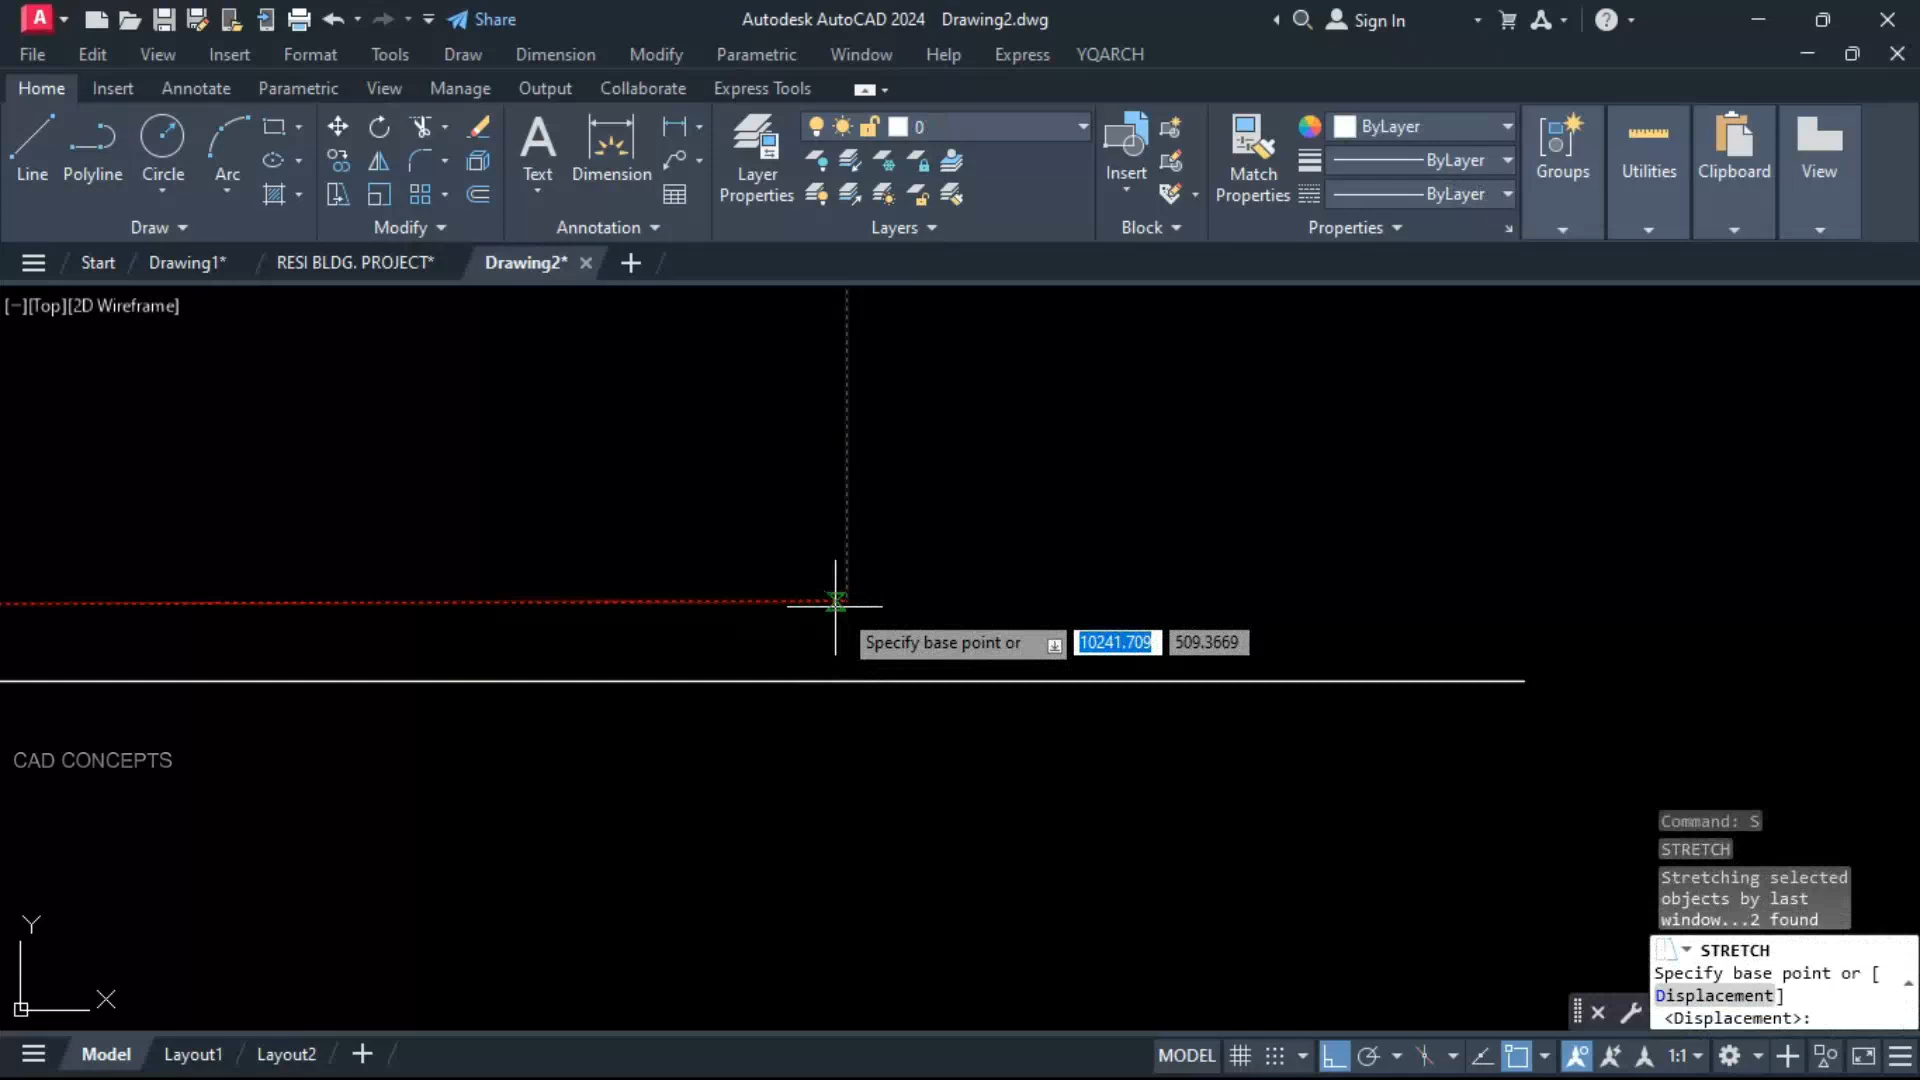 Share
Autodesk AutoCAD 2024 Drawing2.dwg
Sign In
File Edit View Insert Format Tools Draw Dimension Modify Parametric Window Help Express YQARCH
Home Insert Annotate Parametric View Manage Output Collaborate Express Tools
0
ByLayer
ByLayer
ByLayer
Line Polyline Circle Arc
Text Dimension
Layer Properties
Insert
Match Properties
Groups Utilities Clipboard View
Draw Modify Annotation Layers Block Properties
Start Drawing1* RESI BLDG. PROJECT* Drawing2*
[−][Top][2D Wireframe]
Specify base point or 10241.709 509.3669
CAD CONCEPTS
Command: S
STRETCH
Stretching selected
objects by last
window...2 found
STRETCH
Specify base point or [
Displacement]
<Displacement>:
Y
X
Model Layout1 Layout2
MODEL 1:1